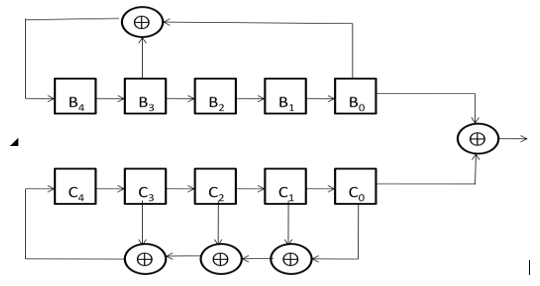 ⊕
B₄ B₃ B₂ B₁ B₀
⊕
C₄ C₃ C₂ C₁ C₀
⊕ ⊕ ⊕